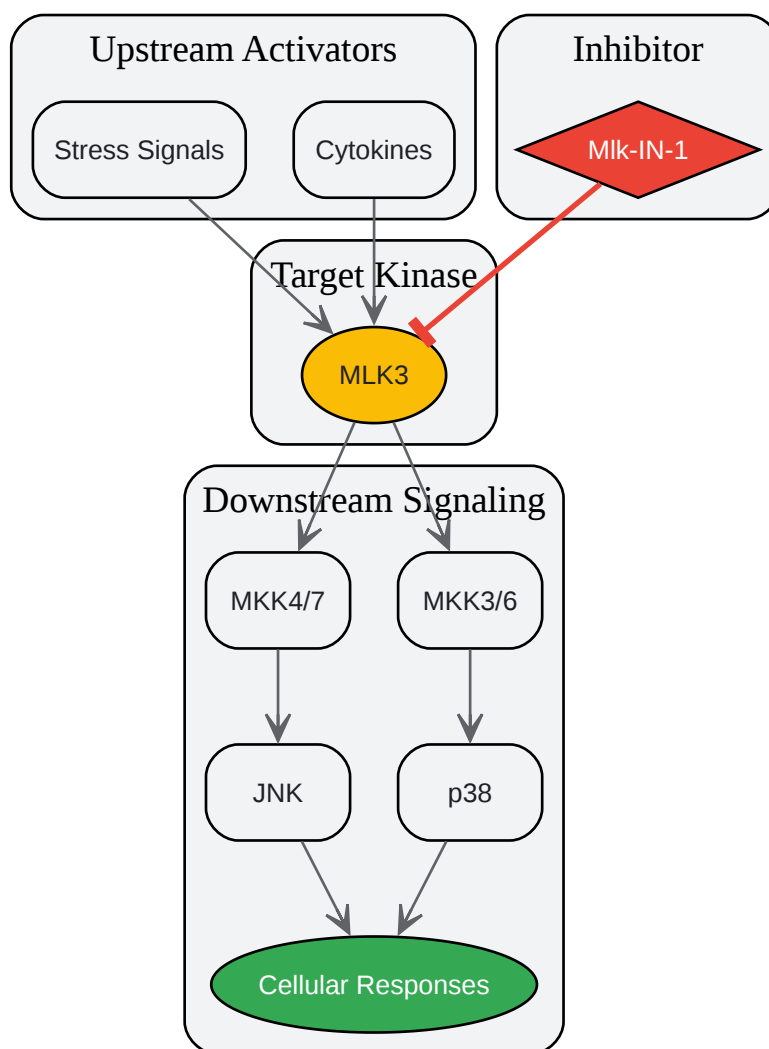 Upstream Activators
Inhibitor
Stress Signals
Cytokines
Mlk-IN-1
Target Kinase
MLK3
Downstream Signaling
MKK4/7
MKK3/6
JNK
p38
Cellular Responses